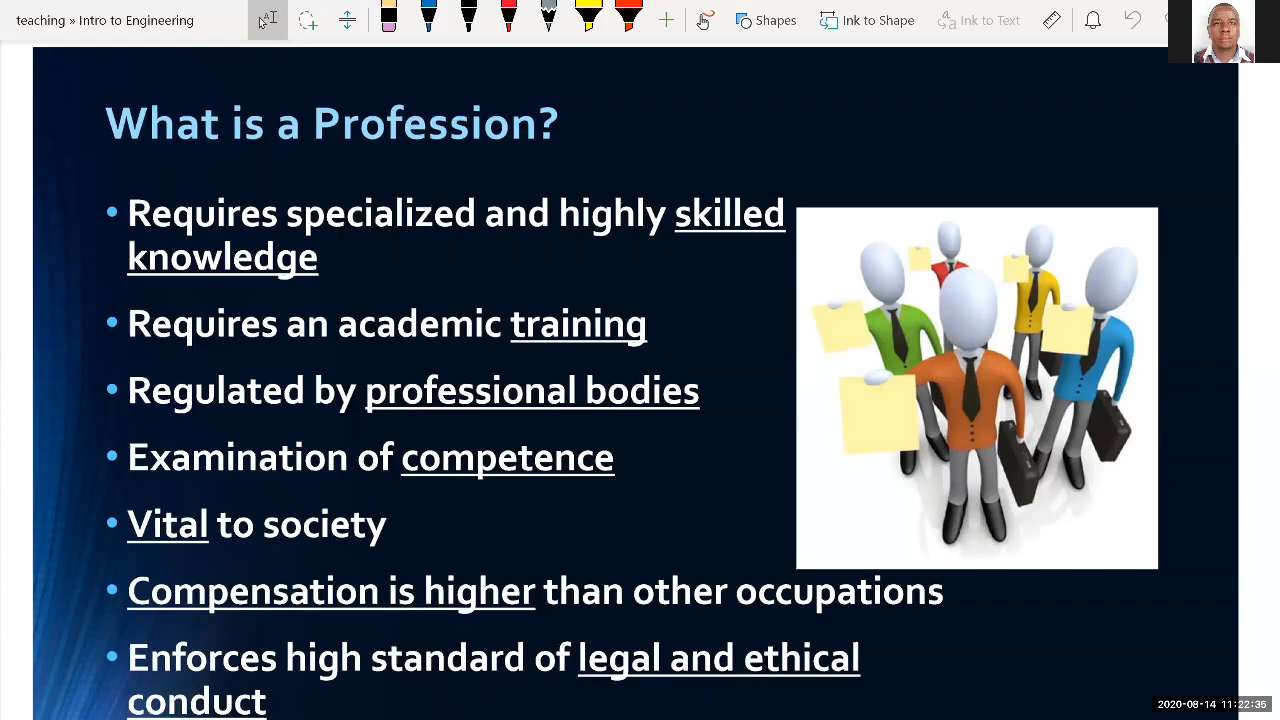 teaching » Intro to Engineering
Shapes
Ink to Shape
Ink to Text
What is a Profession?
• Requires specialized and highly skilled
knowledge
• Requires an academic training
• Regulated by professional bodies
• Examination of competence
• Vital to society
• Compensation is higher than other occupations
• Enforces high standard of legal and ethical
conduct
2020-08-14 11:22:35